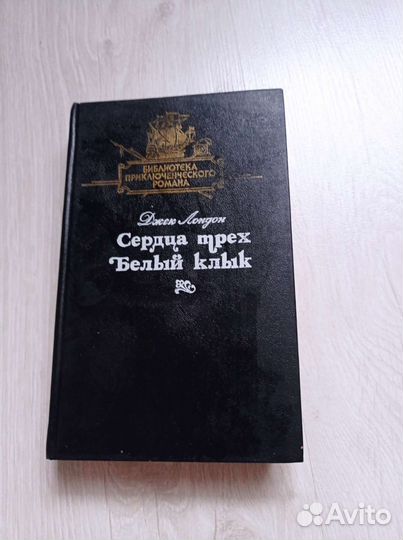 БИБЛИОТЕКА
ПРИКЛЮЧЕНЧЕСКОГО
РОМАНА
Джек Лондон
Сердца трех
Белый клык
Avito